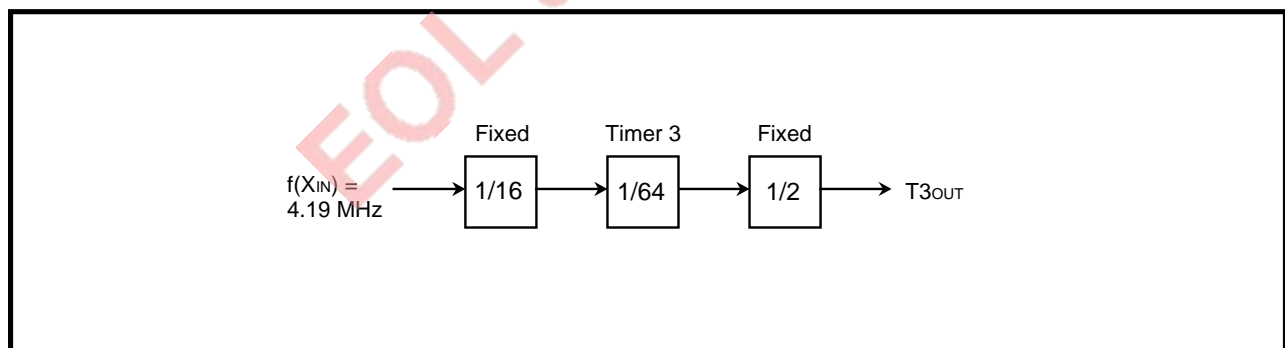 EOL
Fixed Timer 3 Fixed
f(XIN) =
4.19 MHz
1/16 1/64 1/2 T3OUT